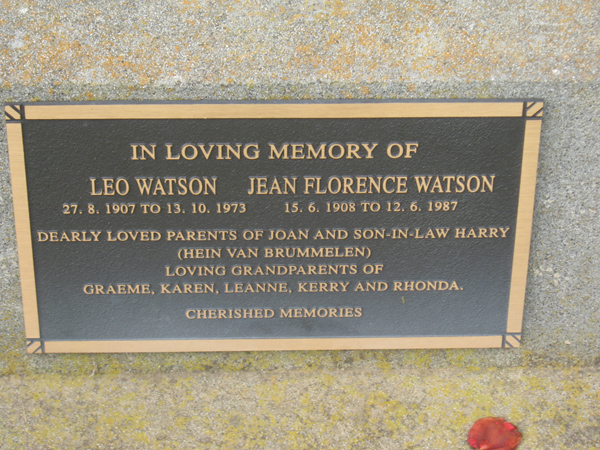 IN LOVING MEMORY OF
LEO WATSON JEAN FLORENCE WATSON
27. 8. 1907 TO 13. 10. 1973 15. 6. 1908 TO 12. 6. 1987
DEARLY LOVED PARENTS OF JOAN AND SON-IN-LAW HARRY
(HEIN VAN BRUMMELEN)
LOVING GRANDPARENTS OF
GRAEME, KAREN, LEANNE, KERRY AND RHONDA.
CHERISHED MEMORIES